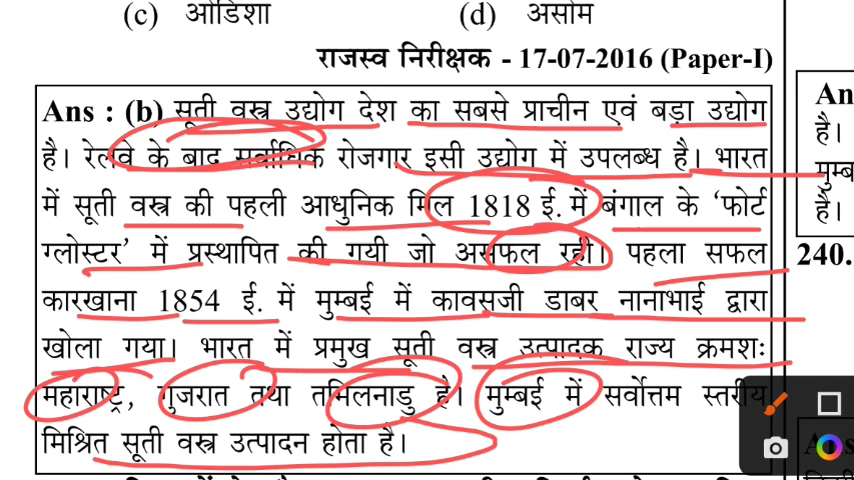 (c) ओडिशा (d) असोम
राजस्व निरीक्षक - 17-07-2016 (Paper-I)
Ans : (b) सूती वस्त्र उद्योग देश का सबसे प्राचीन एवं बड़ा उद्योग
है। रेलवे के बाद सर्वाधिक रोजगार इसी उद्योग में उपलब्ध है। भारत
में सूती वस्त्र की पहली आधुनिक मिल 1818 ई. में बंगाल के ‘फोर्ट
ग्लोस्टर’ में प्रस्थापित की गयी जो असफल रही। पहला सफल
कारखाना 1854 ई. में मुम्बई में कावसजी डाबर नानाभाई द्वारा
खोला गया। भारत में प्रमुख सूती वस्त्र उत्पादक राज्य क्रमशः
महाराष्ट्र, गुजरात तथा तमिलनाडु है। मुम्बई में सर्वोत्तम स्तरीय
मिश्रित सूती वस्त्र उत्पादन होता है।
An
है।
मुम्ब
है।
240.